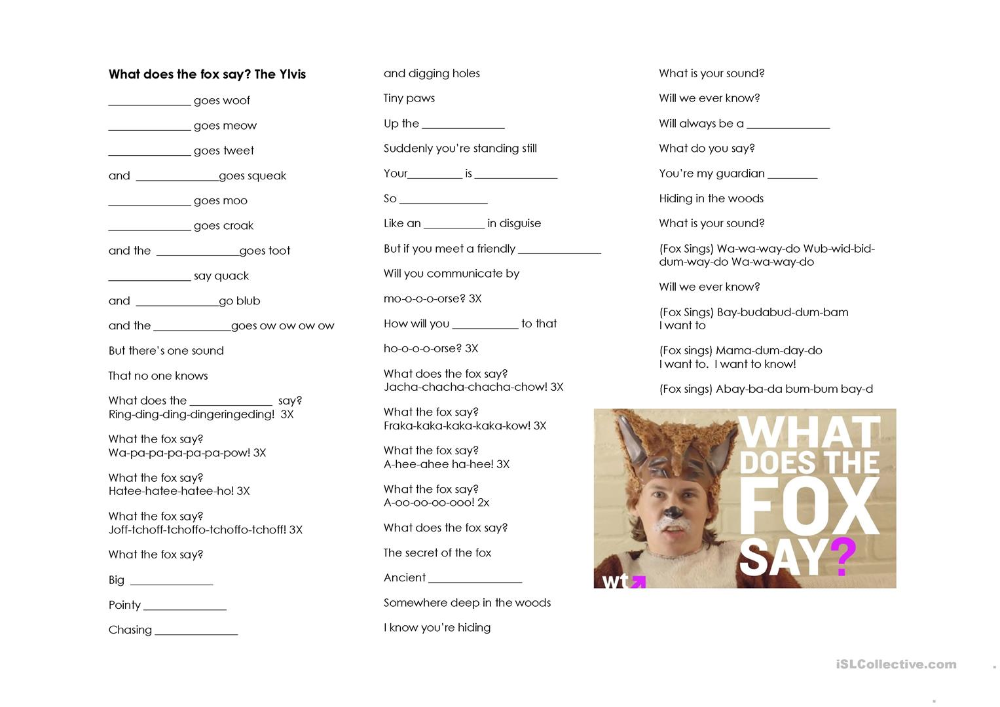 What does the fox say? The Ylvis
______________ goes woof
______________ goes meow
______________ goes tweet
and ______________goes squeak
______________ goes moo
______________ goes croak
and the ______________goes toot
______________ say quack
and ______________go blub
and the _____________goes ow ow ow ow
But there's one sound
That no one knows
What does the ______________ say?
Ring-ding-ding-dingeringeding! 3X
What the fox say?
Wa-pa-pa-pa-pa-pa-pow! 3X
What the fox say?
Hatee-hatee-hatee-ho! 3X
What the fox say?
Joff-tchoff-tchoffo-tchoffo-tchoff! 3X
What the fox say?
Big ______________
Pointy ______________
Chasing ______________
and digging holes
Tiny paws
Up the ______________
Suddenly you're standing still
Your_________ is ______________
So _______________
Like an __________ in disguise
But if you meet a friendly ______________
Will you communicate by
mo-o-o-o-orse? 3X
How will you ___________ to that
ho-o-o-o-orse? 3X
What does the fox say?
Jacha-chacha-chacha-chow! 3X
What the fox say?
Fraka-kaka-kaka-kaka-kow! 3X
What the fox say?
A-hee-ahee ha-hee! 3X
What the fox say?
A-oo-oo-oo-ooo! 2x
What does the fox say?
The secret of the fox
Ancient ________________
Somewhere deep in the woods
I know you're hiding
What is your sound?
Will we ever know?
Will always be a ______________
What do you say?
You're my guardian ________
Hiding in the woods
What is your sound?
(Fox Sings) Wa-wa-way-do Wub-wid-bid-
dum-way-do Wa-wa-way-do
Will we ever know?
(Fox Sings) Bay-budabud-dum-bam
I want to
(Fox sings) Mama-dum-day-do
I want to. I want to know!
(Fox sings) Abay-ba-da bum-bum bay-d
WHAT
DOES THE
FOX
SAY?
wt
iSLCollective.com